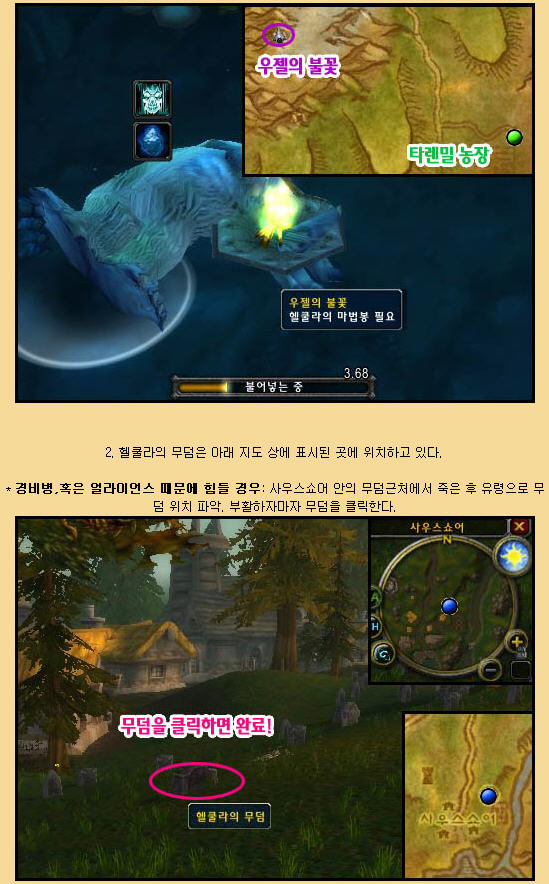 우젤의 불꽃
타렌밀 농장
우젤의 불꽃
헬쿨라의 마법봉 필요
3.68
불어넣는 중
2. 헬쿨라의 무덤은 아래 지도 상에 표시된 곳에 위치하고 있다.
* 경비병,혹은 얼라이언스 때문에 힘들 경우: 사우스쇼어 안의 무덤근처에서 죽은 후 유령으로 무
덤 위치 파악. 부활하자마자 무덤을 클릭한다.
사우스쇼어
N
A
H
무덤을 클릭하면 완료!
헬쿨라의 무덤
사우스쇼어